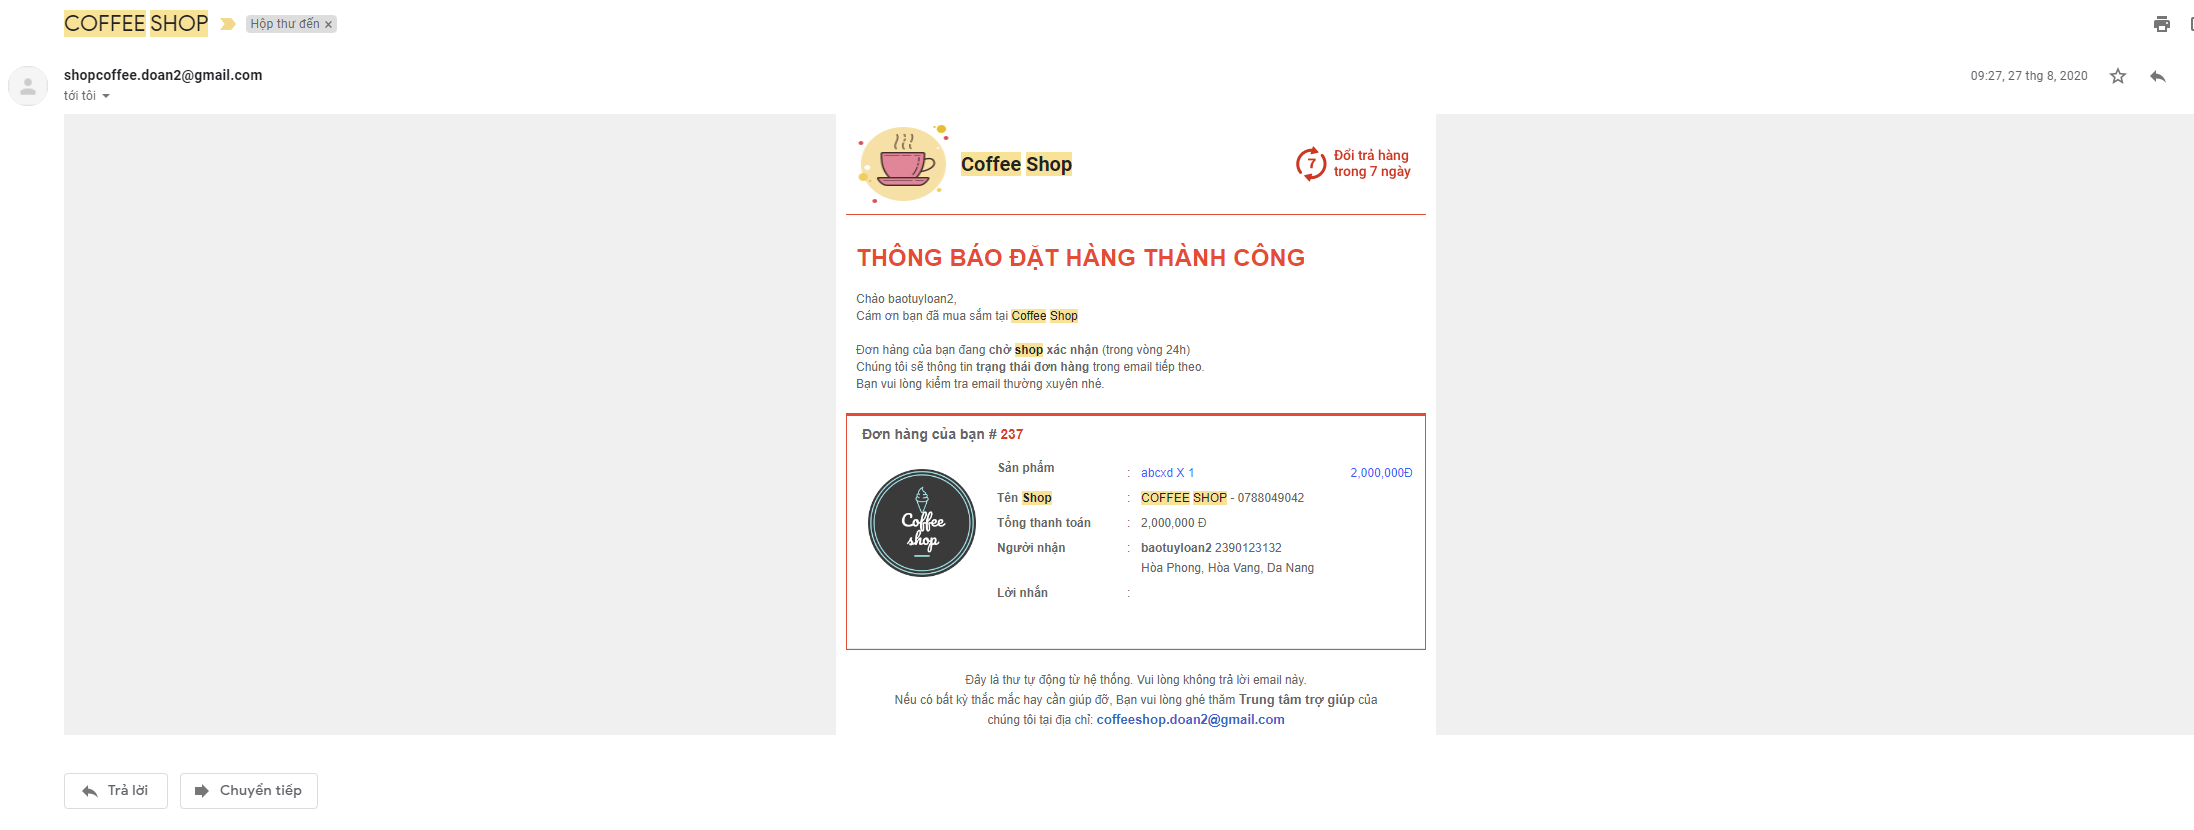 COFFEE SHOP Hộp thư đến ×
shopcoffee.doan2@gmail.com 09:27, 27 thg 8, 2020
tới tôi
Coffee Shop
7 Đổi trả hàng
trong 7 ngày
THÔNG BÁO ĐẶT HÀNG THÀNH CÔNG
Chào baotuyloan2,
Cám ơn bạn đã mua sắm tại Coffee Shop
Đơn hàng của bạn đang chờ shop xác nhận (trong vòng 24h)
Chúng tôi sẽ thông tin trạng thái đơn hàng trong email tiếp theo.
Bạn vui lòng kiểm tra email thường xuyên nhé.
Đơn hàng của bạn # 237
Coffee
shop
Sản phẩm : abcxd X 1 2,000,000Đ
Tên Shop : COFFEE SHOP - 0788049042
Tổng thanh toán : 2,000,000 Đ
Người nhận : baotuyloan2 2390123132
Hòa Phong, Hòa Vang, Da Nang
Lời nhắn :
Đây là thư tự động từ hệ thống. Vui lòng không trả lời email này.
Nếu có bất kỳ thắc mắc hay cần giúp đỡ, Bạn vui lòng ghé thăm Trung tâm trợ giúp của
chúng tôi tại địa chỉ: coffeeshop.doan2@gmail.com
Trả lời Chuyển tiếp